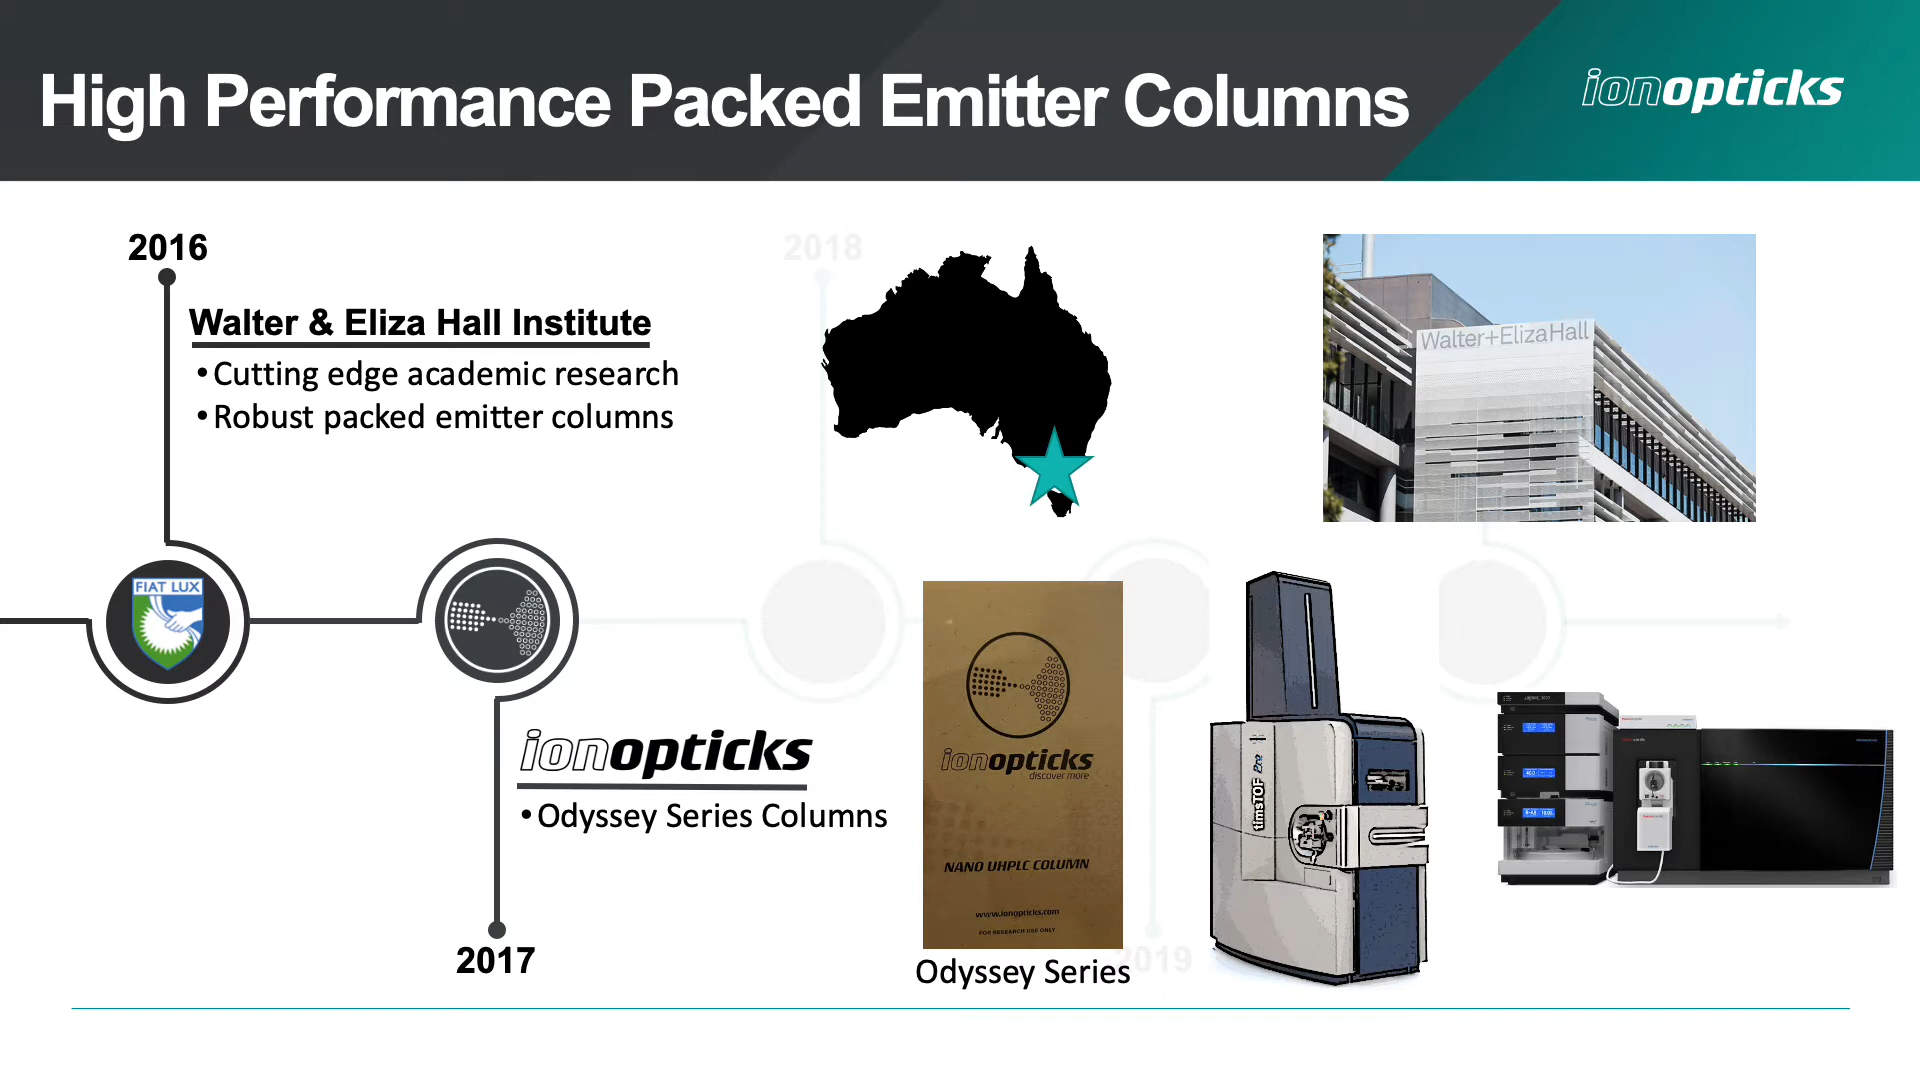 High Performance Packed Emitter Columns
ionopticks
2016
Walter & Eliza Hall Institute
• Cutting edge academic research
• Robust packed emitter columns
2018
Walter+ElizaHall
FIAT LUX
ionopticks
• Odyssey Series Columns
2017
ionopticks
discover more
NANO UHPLC COLUMN
www.ionopticks.com
FOR RESEARCH USE ONLY
Odyssey Series
2019
timsTOF Pro